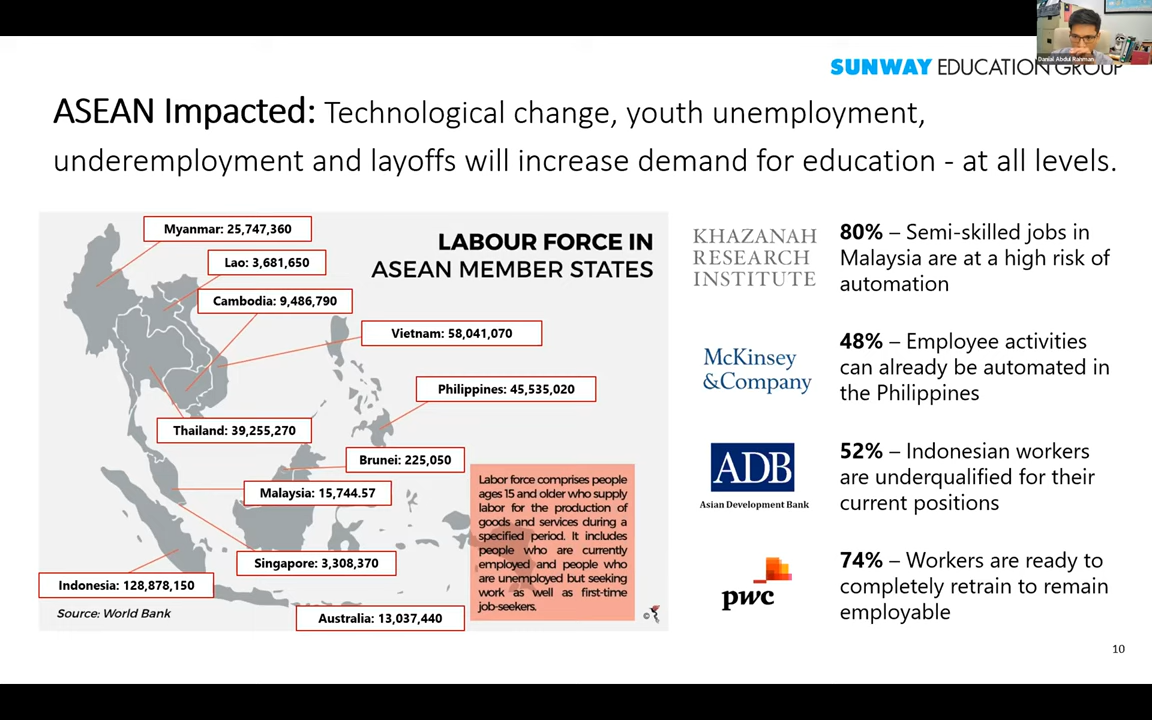 Danial Abdul Rahman
SUNWAY EDUCATION GROUP
ASEAN Impacted: Technological change, youth unemployment,
underemployment and layoffs will increase demand for education - at all levels.
LABOUR FORCE IN
ASEAN MEMBER STATES
Myanmar: 25,747,360
Lao: 3,681,650
Cambodia: 9,486,790
Vietnam: 58,041,070
Philippines: 45,535,020
Thailand: 39,255,270
Brunei: 225,050
Malaysia: 15,744.57
Singapore: 3,308,370
Indonesia: 128,878,150
Australia: 13,037,440
Source: World Bank
Labor force comprises people
ages 15 and older who supply
labor for the production of
goods and services during a
specified period. It includes
people who are currently
employed and people who
are unemployed but seeking
work as well as first-time
job-seekers.
©
KHAZANAH
RESEARCH
INSTITUTE
80% – Semi-skilled jobs in
Malaysia are at a high risk of
automation
McKinsey
&Company
48% – Employee activities
can already be automated in
the Philippines
ADB
Asian Development Bank
52% – Indonesian workers
are underqualified for their
current positions
pwc
74% – Workers are ready to
completely retrain to remain
employable
10